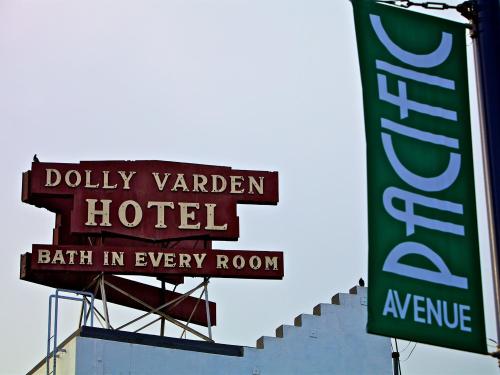 DOLLY VARDEN
HOTEL
BATH IN EVERY ROOM
PACIFIC
AVENUE